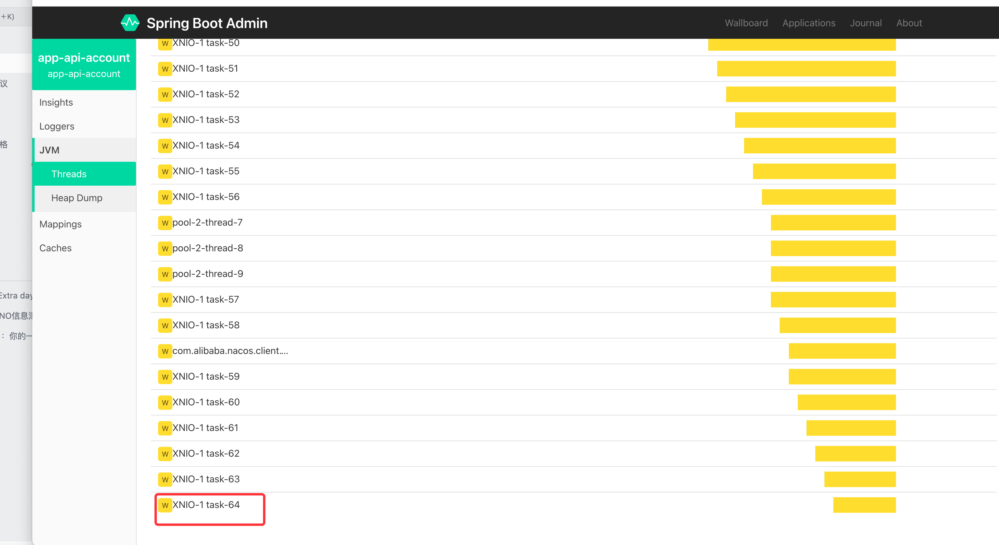 +K)
Spring Boot Admin
Wallboard Applications Journal About
app-api-account
app-api-account
Insights
Loggers
JVM
Threads
Heap Dump
Mappings
Caches
议
格
Extra day
NO信息
：你的一
W XNIO-1 task-50
W XNIO-1 task-51
W XNIO-1 task-52
W XNIO-1 task-53
W XNIO-1 task-54
W XNIO-1 task-55
W XNIO-1 task-56
W pool-2-thread-7
W pool-2-thread-8
W pool-2-thread-9
W XNIO-1 task-57
W XNIO-1 task-58
W com.alibaba.nacos.client....
W XNIO-1 task-59
W XNIO-1 task-60
W XNIO-1 task-61
W XNIO-1 task-62
W XNIO-1 task-63
W XNIO-1 task-64